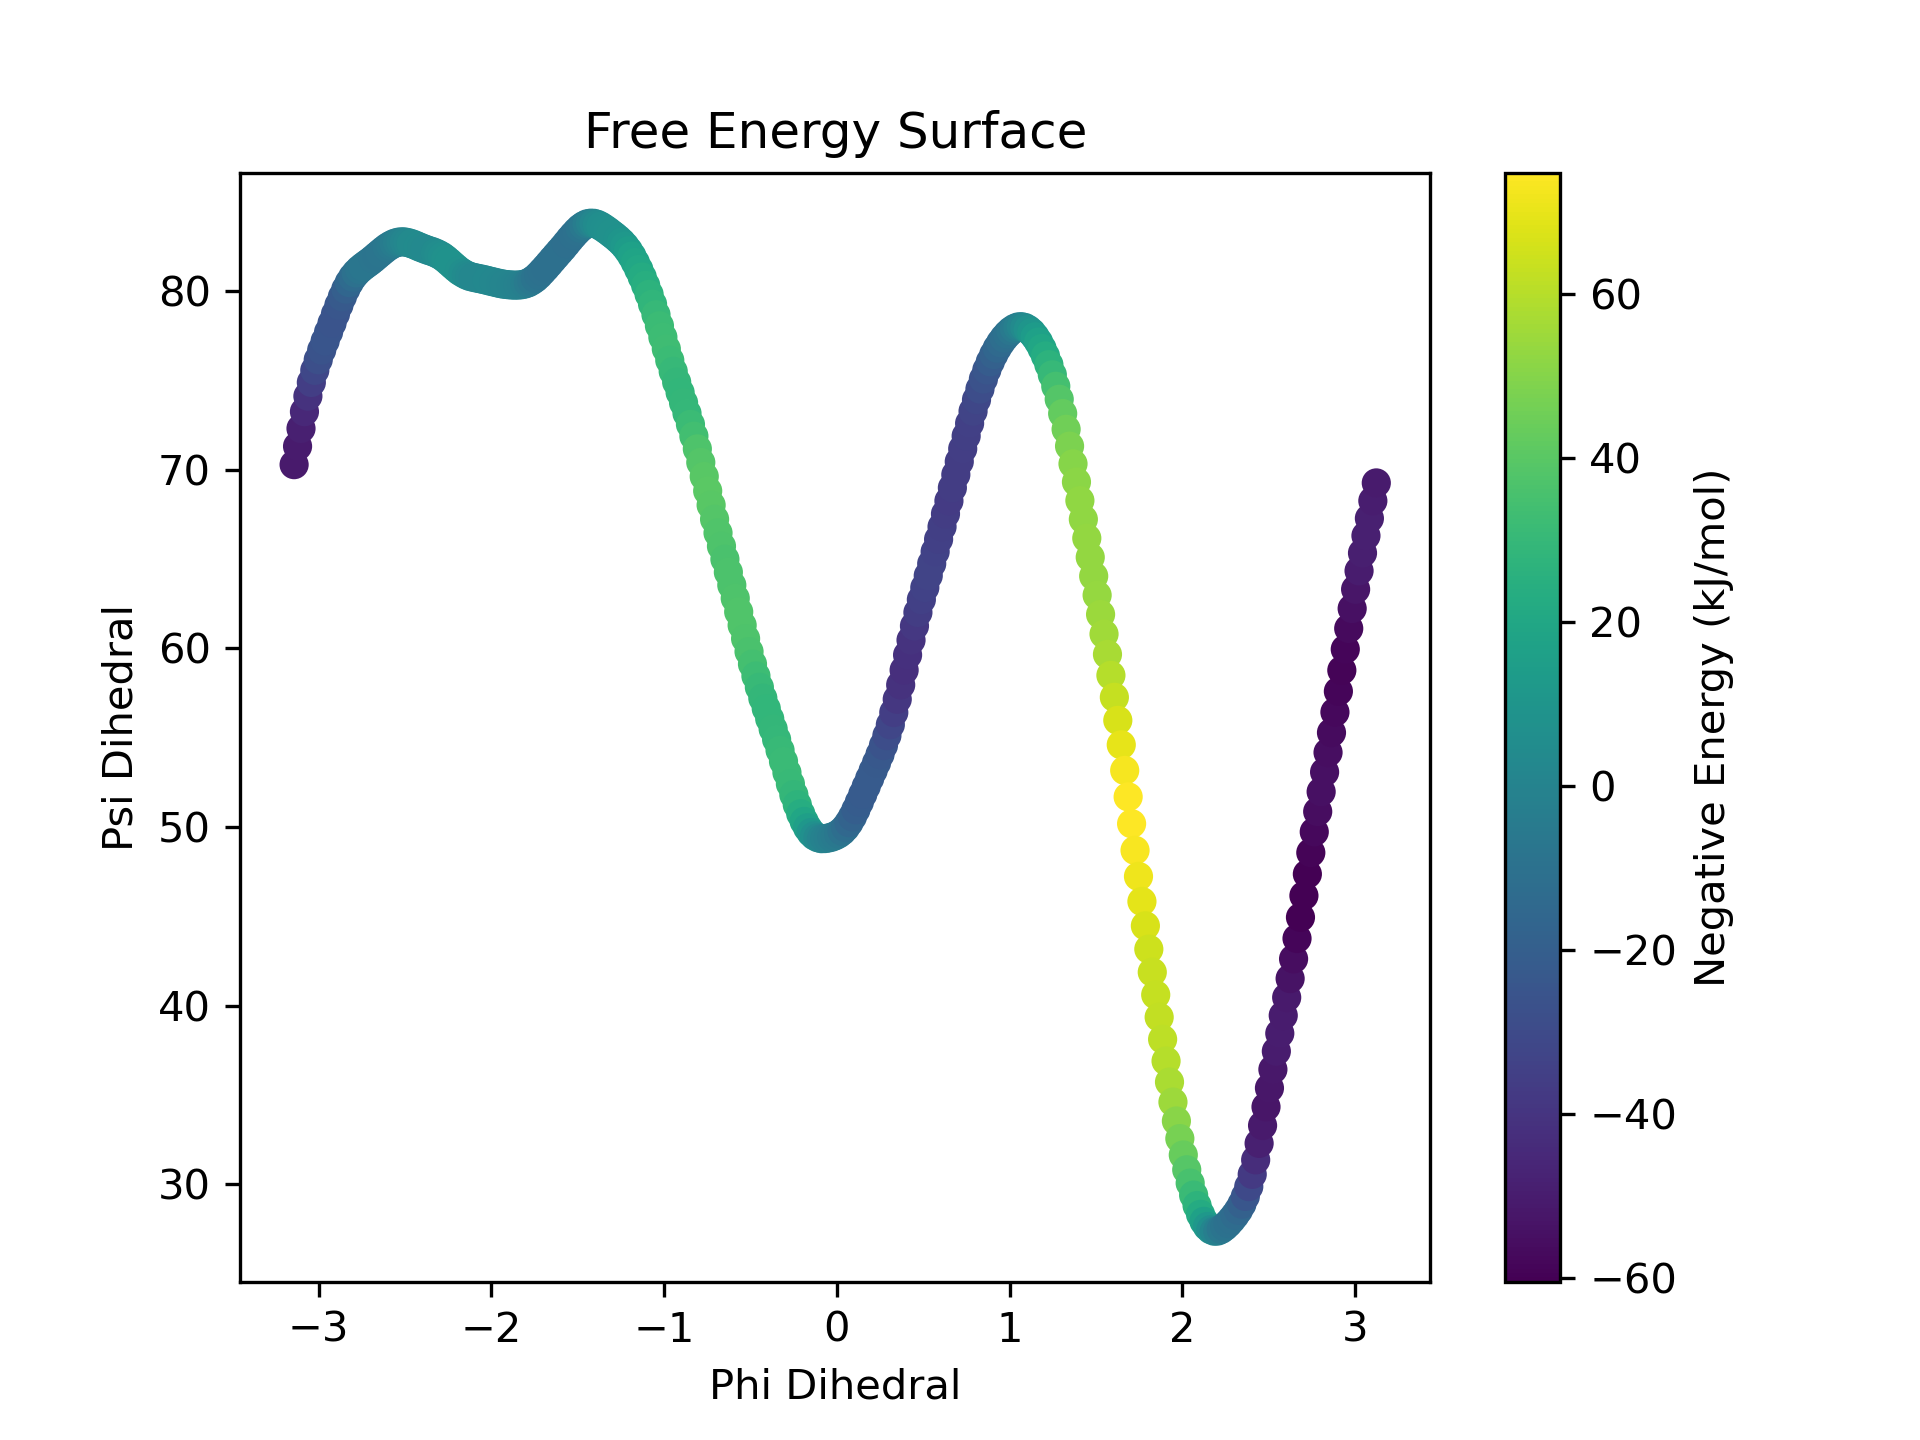 Free Energy Surface
80
70
60
50
40
30
Psi Dihedral
−3 −2 −1 0 1 2 3
Phi Dihedral
60
40
20
0
−20
−40
−60
Negative Energy (kJ/mol)